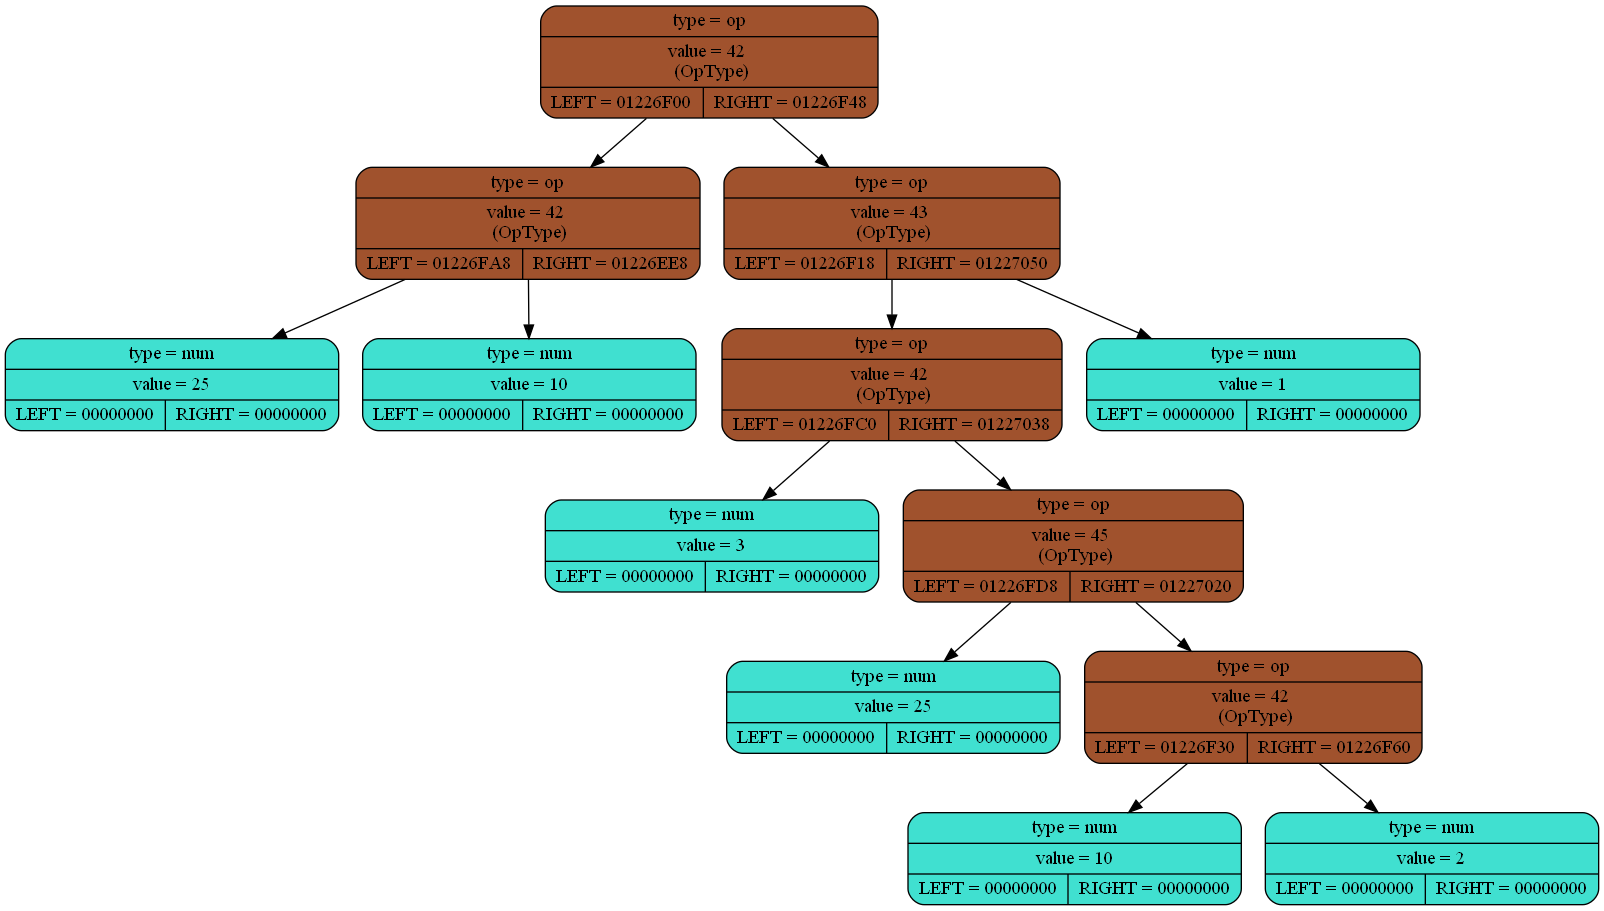 type = op
value = 42
(OpType)
LEFT = 01226F00 RIGHT = 01226F48
type = op
value = 42
(OpType)
LEFT = 01226FA8 RIGHT = 01226EE8
type = op
value = 43
(OpType)
LEFT = 01226F18 RIGHT = 01227050
type = num
value = 25
LEFT = 00000000 RIGHT = 00000000
type = num
value = 10
LEFT = 00000000 RIGHT = 00000000
type = op
value = 42
(OpType)
LEFT = 01226FC0 RIGHT = 01227038
type = num
value = 1
LEFT = 00000000 RIGHT = 00000000
type = num
value = 3
LEFT = 00000000 RIGHT = 00000000
type = op
value = 45
(OpType)
LEFT = 01226FD8 RIGHT = 01227020
type = num
value = 25
LEFT = 00000000 RIGHT = 00000000
type = op
value = 42
(OpType)
LEFT = 01226F30 RIGHT = 01226F60
type = num
value = 10
LEFT = 00000000 RIGHT = 00000000
type = num
value = 2
LEFT = 00000000 RIGHT = 00000000